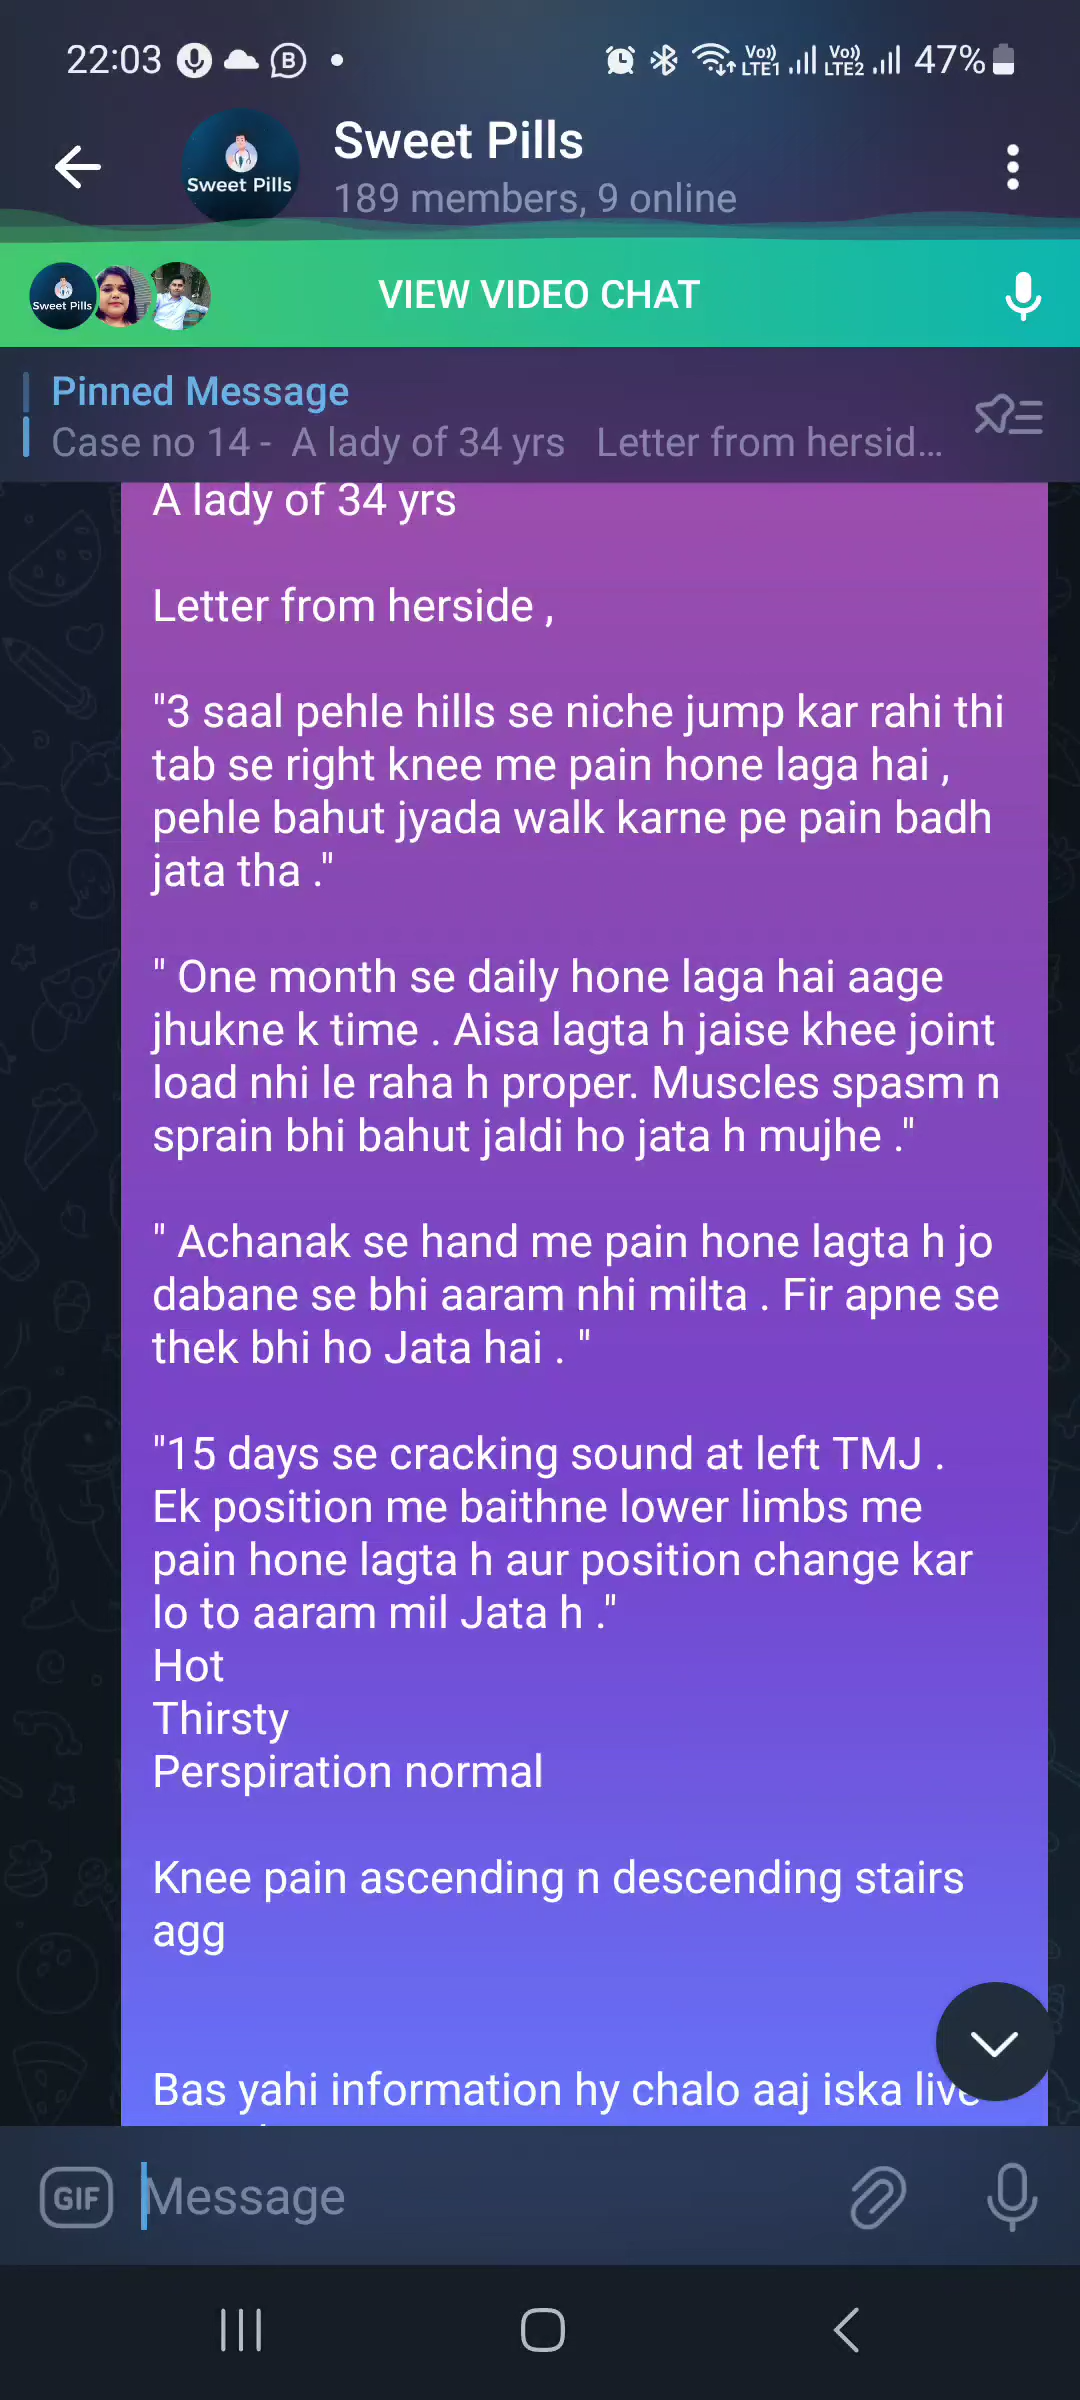 22:03
B
Vo)) LTE1 Vo)) LTE2 47%
Sweet Pills
Sweet Pills
189 members, 9 online
Sweet Pills
VIEW VIDEO CHAT
Pinned Message
Case no 14 - A lady of 34 yrs Letter from hersid...
A lady of 34 yrs
Letter from herside ,
"3 saal pehle hills se niche jump kar rahi thi
tab se right knee me pain hone laga hai ,
pehle bahut jyada walk karne pe pain badh
jata tha ."
" One month se daily hone laga hai aage
jhukne k time . Aisa lagta h jaise khee joint
load nhi le raha h proper. Muscles spasm n
sprain bhi bahut jaldi ho jata h mujhe ."
" Achanak se hand me pain hone lagta h jo
dabane se bhi aaram nhi milta . Fir apne se
thek bhi ho Jata hai . "
"15 days se cracking sound at left TMJ .
Ek position me baithne lower limbs me
pain hone lagta h aur position change kar
lo to aaram mil Jata h ."
Hot
Thirsty
Perspiration normal
Knee pain ascending n descending stairs
agg
Bas yahi information hy chalo aaj iska live
GIF Message